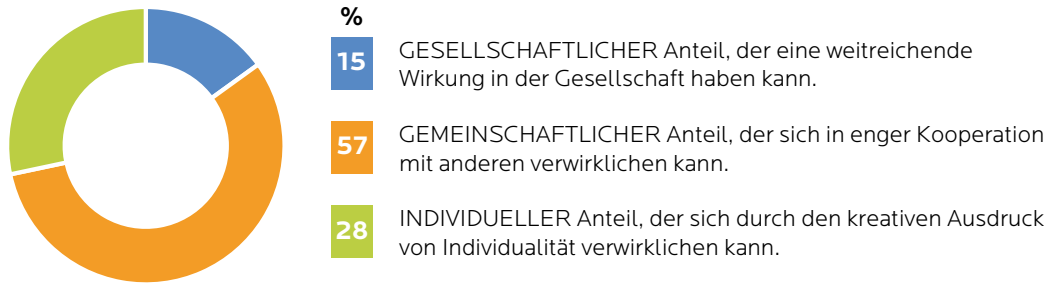 %
15
GESELLSCHAFTLICHER Anteil, der eine weitreichende
Wirkung in der Gesellschaft haben kann.
57
GEMEINSCHAFTLICHER Anteil, der sich in enger Kooperation
mit anderen verwirklichen kann.
28
INDIVIDUELLER Anteil, der sich durch den kreativen Ausdruck
von Individualität verwirklichen kann.